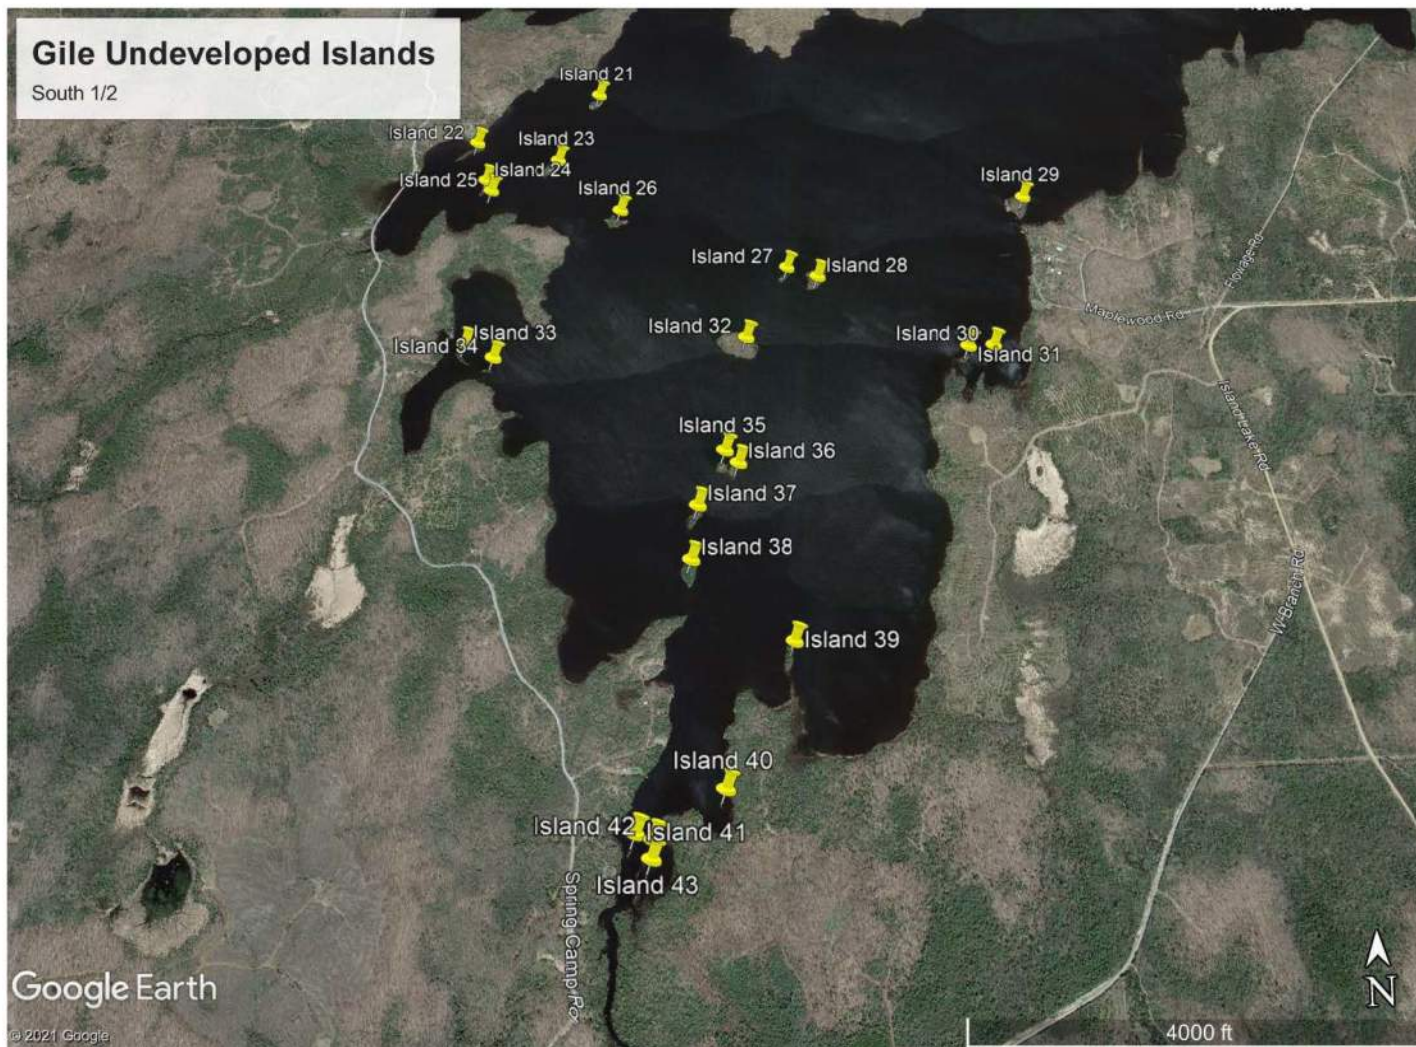 Gile Undeveloped Islands
South 1/2
Island 21
Island 22
Island 23
Island 24
Island 25
Island 26
Island 29
Island 27
Island 28
Island 32
Island 33
Island 34
Island 30
Island 31
Maplewood Rd
Flowage Rd
Island Lake Rd
W Branch Rd
Island 35
Island 36
Island 37
Island 38
Island 39
Island 40
Island 42
Island 41
Island 43
Spring Camp Rd
Google Earth
© 2021 Google
N
4000 ft